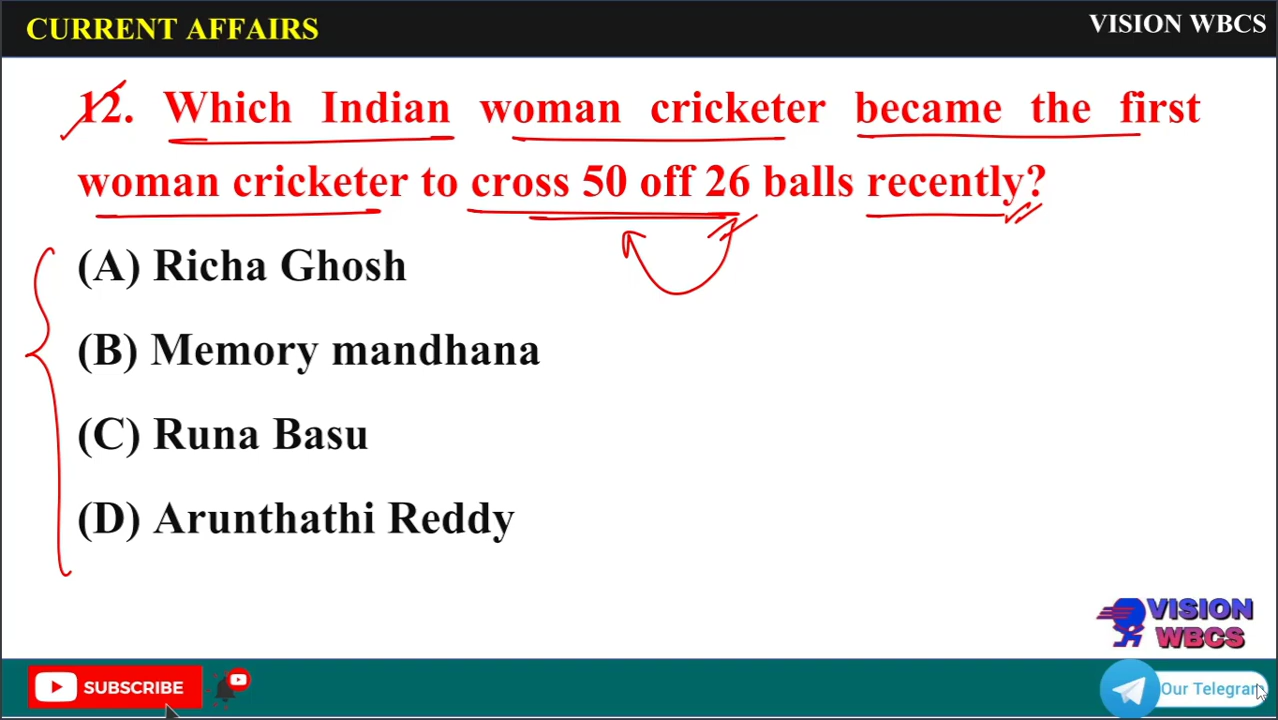 CURRENT AFFAIRS
VISION WBCS
12. Which Indian woman cricketer became the first
woman cricketer to cross 50 off 26 balls recently?
(A) Richa Ghosh
(B) Memory mandhana
(C) Runa Basu
(D) Arunthathi Reddy
VISION
WBCS
SUBSCRIBE
Our Telegram